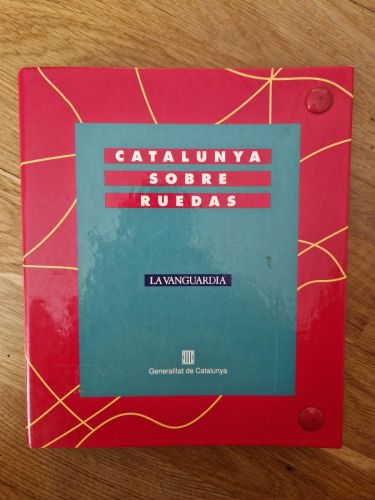 CATALUNYA
SOBRE
RUEDAS
LA VANGUARDIA
Generalitat de Catalunya